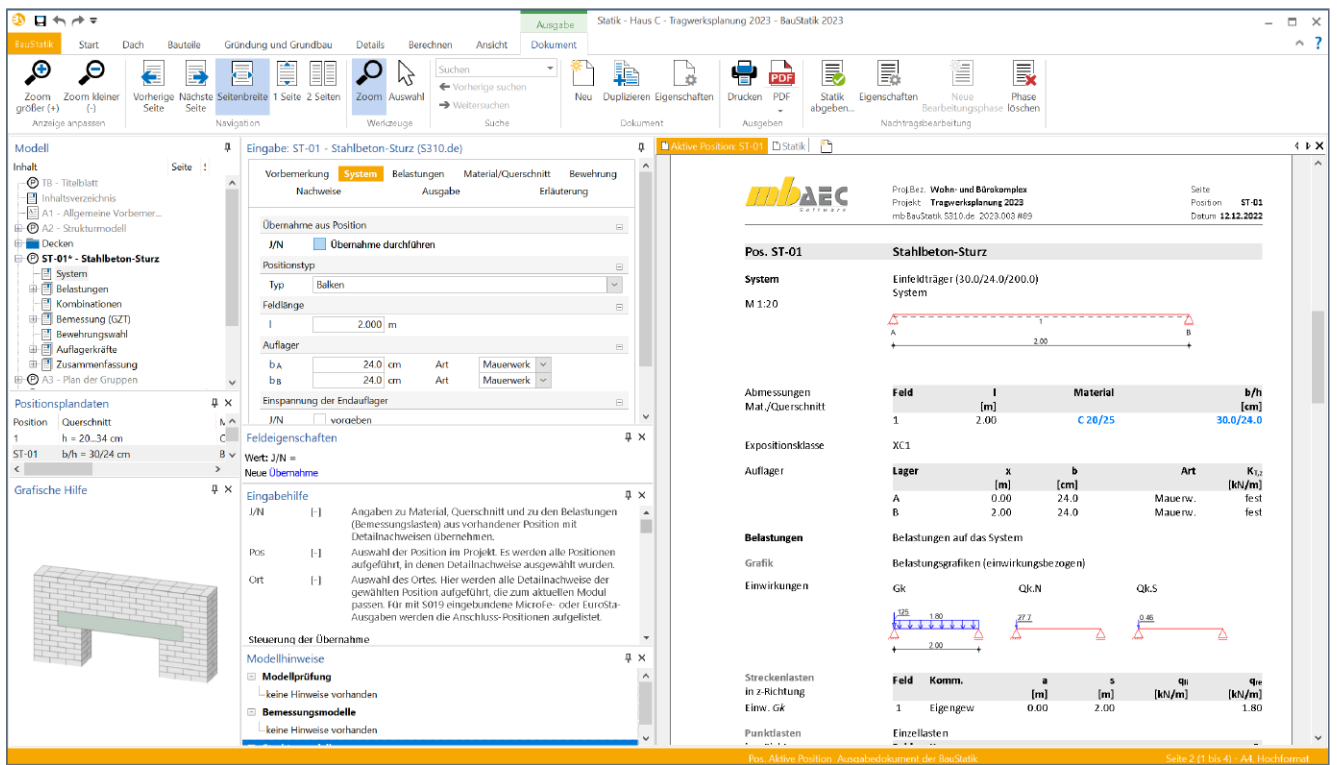 Ausgabe
Statik - Haus C - Tragwerksplanung 2023 - BauStatik 2023
BauStatik Start Dach Bauteile Gründung und Grundbau Details Berechnen Ansicht Dokument
Zoom größer (+)
Zoom kleiner (-)
Anzeige anpassen
Vorherige Seite
Nächste Seite
Seitenbreite
1 Seite
2 Seiten
Navigation
Zoom
Auswahl
Werkzeuge
Suchen
Vorherige suchen
Weitersuchen
Suche
Neu
Duplizieren
Eigenschaften
Dokument
Drucken
PDF
Ausgeben
Statik abgeben...
Eigenschaften
Neue Bearbeitungsphase
Phase löschen
Nachtragsbearbeitung
Modell
Inhalt Seite
TB - Titelblatt
Inhaltsverzeichnis
A1 - Allgemeine Vorbemer...
A2 - Strukturmodell
Decken
ST-01* - Stahlbeton-Sturz
System
Belastungen
Kombinationen
Bemessung (GZT)
Bewehrungswahl
Auflagerkräfte
Zusammenfassung
A3 - Plan der Gruppen
Positionsplandaten
Position Querschnitt
1 h = 20...34 cm
ST-01 b/h = 30/24 cm B
Grafische Hilfe
Eingabe: ST-01 - Stahlbeton-Sturz (S310.de)
Vorbemerkung System Belastungen Material/Querschnitt Bewehrung
Nachweise Ausgabe Erläuterung
Übernahme aus Position
J/N Übernahme durchführen
Positionstyp
Typ Balken
Feldlänge
l 2.000 m
Auflager
b A 24.0 cm Art Mauerwerk
b B 24.0 cm Art Mauerwerk
Einspannung der Endauflager
J/N vorgeben
Feldeigenschaften
Wert: J/N =
Neue Übernahme
Eingabehilfe
J/N [-] Angaben zu Material, Querschnitt und zu den Belastungen
(Bemessungslasten) aus vorhandener Position mit
Detailnachweisen übernehmen.
Pos [-] Auswahl der Position im Projekt. Es werden alle Positionen
aufgeführt, in denen Detailnachweise ausgewählt wurden.
Ort [-] Auswahl des Ortes. Hier werden alle Detailnachweise der
gewählten Position aufgeführt, die zum aktuellen Modul
passen. Für mit S019 eingebundene MicroFe- oder EuroSta-
Ausgaben werden die Anschluss-Positionen aufgelistet.
Steuerung der Übernahme
Modellhinweise
Modellprüfung
keine Hinweise vorhanden
Bemessungsmodelle
keine Hinweise vorhanden
Aktive Position: ST-01 Statik
mbAEC
Software
Proj.Bez. Wohn- und Bürokomplex Seite
Projekt Tragwerksplanung 2023 Position ST-01
mb BauStatik S310.de 2023.003 #89 Datum 12.12.2022
Pos. ST-01 Stahlbeton-Sturz
System Einfeldträger (30.0/24.0/200.0)
System
M 1:20
1
A B
2.00
Abmessungen Feld l Material b/h
Mat./Querschnitt [m] [cm]
1 2.00 C 20/25 30.0/24.0
Expositionsklasse XC1
Auflager Lager x b Art KT,z
[m] [cm] [kN/m]
A 0.00 24.0 Mauerw. fest
B 2.00 24.0 Mauerw. fest
Belastungen Belastungen auf das System
Grafik Belastungsgrafiken (einwirkungsbezogen)
Einwirkungen Gk Qk.N Qk.S
125 1.80 27.7 0.46
2.00
Streckenlasten Feld Komm. a s qli qre
in z-Richtung [m] [m] [kN/m] [kN/m]
Einw. Gk 1 Eigengew 0.00 2.00 1.80
Punktlasten Einzellasten
Pos. Aktive Position Ausgabedokument der BauStatik Seite 2 (1 bis 4) - A4, Hochformat